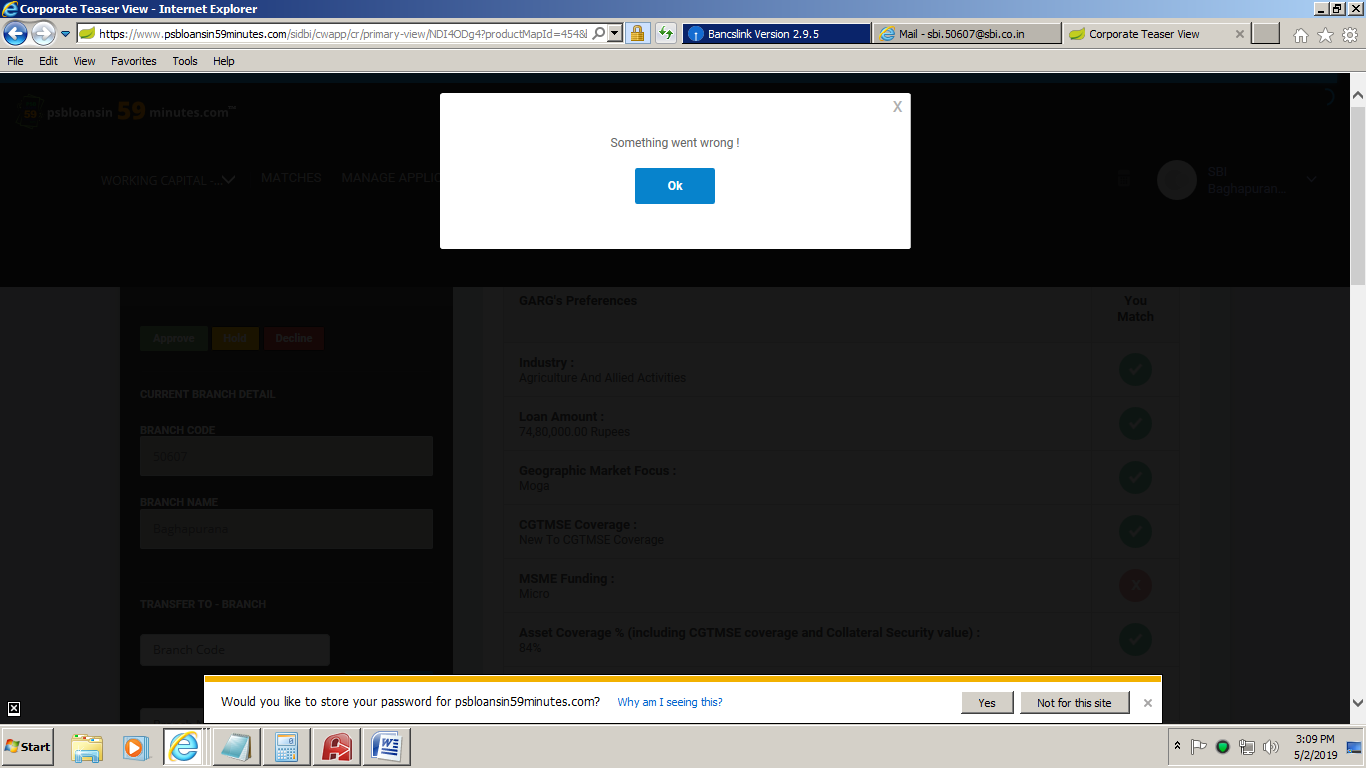 Corporate Teaser View - Internet Explorer
https://www.psbloansin59minutes.com/sidbi/cwapp/cr/primary-view/NDI4ODg4?productMapId=454&l
Bancslink Version 2.9.5
Mail - sbi.50607@sbi.co.in
Corporate Teaser View
File Edit View Favorites Tools Help
psbloansin 59 minutes.com™
X
Something went wrong !
Ok
WORKING CAPITAL -... MATCHES MANAGE APPLIC
SBI
Baghapuran...
GARG's Preferences
You
Match
Approve Hold Decline
Industry :
Agriculture And Allied Activities
CURRENT BRANCH DETAIL
Loan Amount :
74,80,000.00 Rupees
BRANCH CODE
50607
Geographic Market Focus :
Moga
BRANCH NAME
Baghapurana
CGTMSE Coverage :
New To CGTMSE Coverage
MSME Funding :
Micro
TRANSFER TO - BRANCH
Branch Code
Asset Coverage % (including CGTMSE coverage and Collateral Security value) :
84%
Would you like to store your password for psbloansin59minutes.com? Why am I seeing this? Yes Not for this site
Start
3:09 PM
5/2/2019